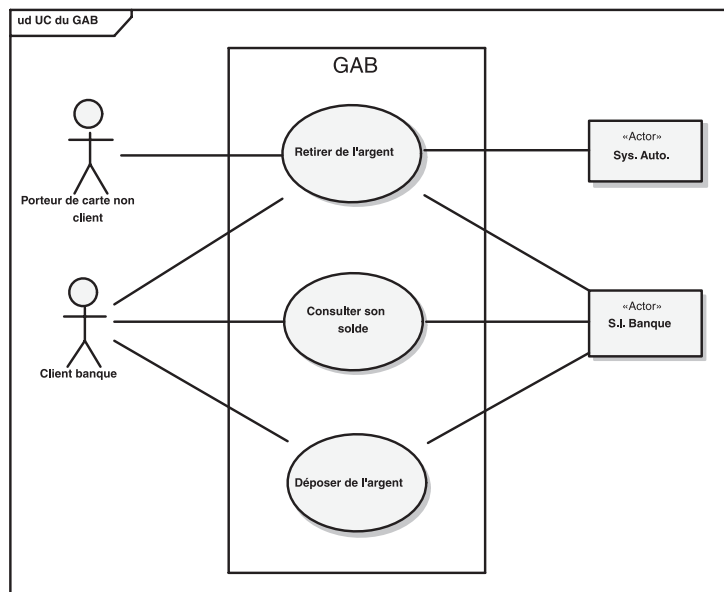 ud UC du GAB
GAB
Retirer de l'argent
«Actor»
Sys. Auto.
Porteur de carte non
client
Consulter son
solde
«Actor»
S.I. Banque
Client banque
Déposer de l'argent